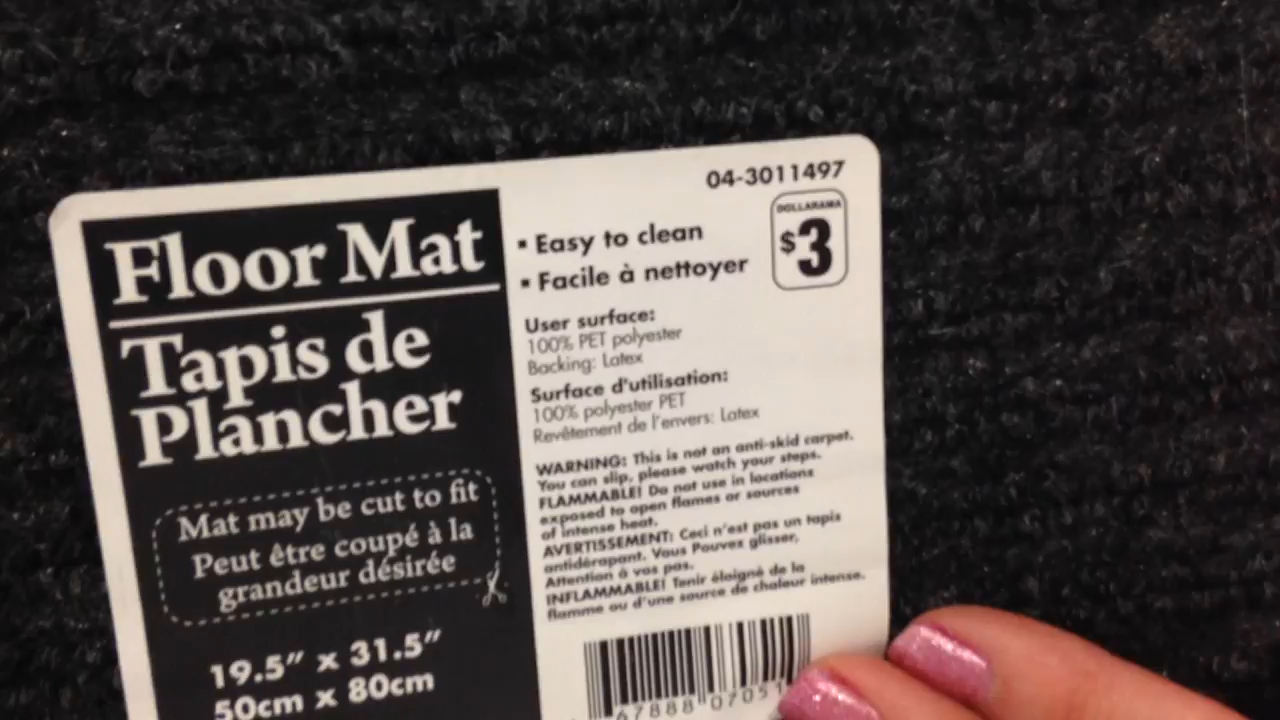 04-3011497
Floor Mat
Tapis de
Plancher
Mat may be cut to fit
Peut être coupé à la
grandeur désirée
19.5” x 31.5”
50cm x 80cm
▪ Easy to clean
▪ Facile à nettoyer
DOLLARAMA
$3
User surface:
100% PET polyester
Backing: Latex
Surface d'utilisation:
100% polyester PET
Revêtement de l'envers: Latex
WARNING: This is not an anti-skid carpet.
You can slip, please watch your steps.
FLAMMABLE! Do not use in locations
exposed to open flames or sources
of intense heat.
AVERTISSEMENT: Ceci n'est pas un tapis
antidérapant. Vous Pouvez glisser,
Attention à vos pas.
INFLAMMABLE! Tenir éloigné de la
flamme ou d'une source de chaleur intense.
67888 07051